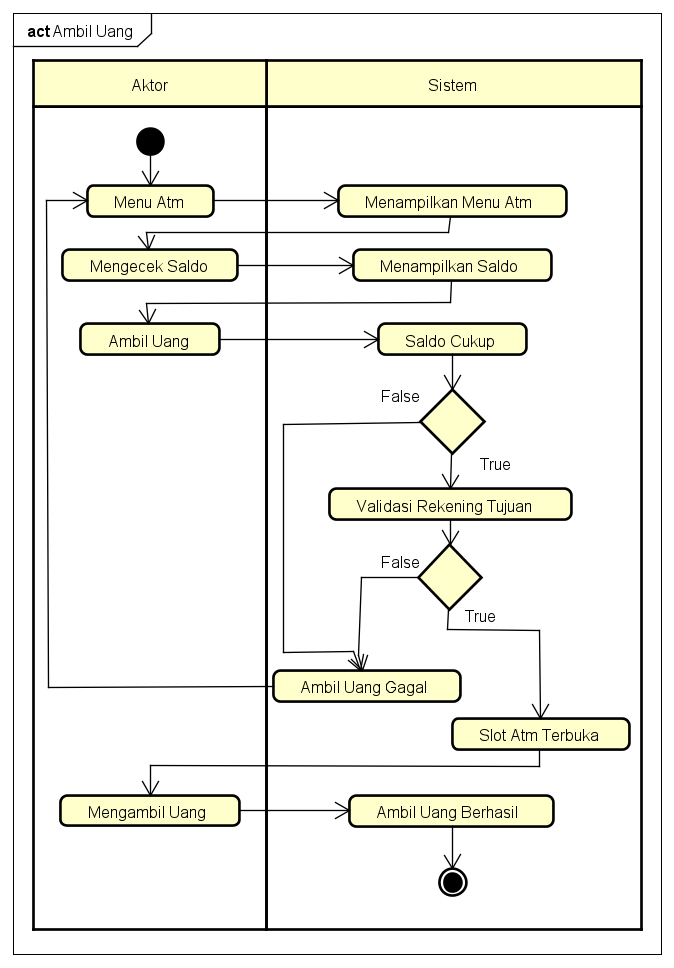 act Ambil Uang
Aktor
Sistem
Menu Atm
Menampilkan Menu Atm
Mengecek Saldo
Menampilkan Saldo
Ambil Uang
Saldo Cukup
False
True
Validasi Rekening Tujuan
False
True
Ambil Uang Gagal
Slot Atm Terbuka
Mengambil Uang
Ambil Uang Berhasil